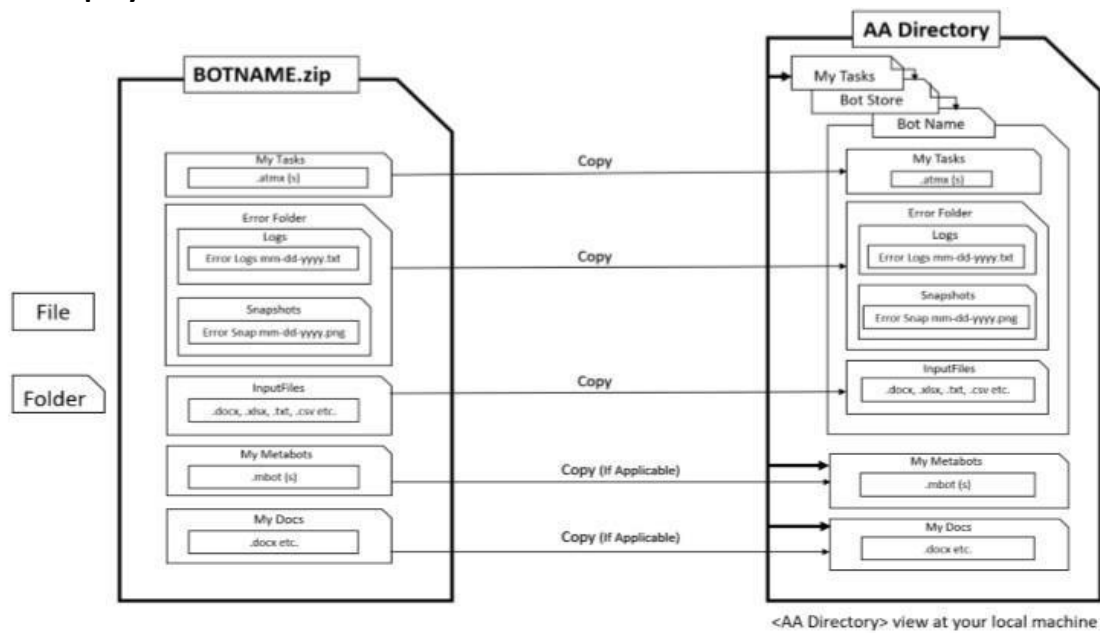 BOTNAME.zip
My Tasks
.atmx (s)
Error Folder
Logs
Error Logs mm-dd-yyyy.txt
Snapshots
Error Snap mm-dd-yyyy.png
InputFiles
.docx, .xlsx, .txt, .csv etc.
My Metabots
.mbot (s)
My Docs
.docx etc.
File
Folder
Copy
Copy
Copy
Copy (If Applicable)
Copy (If Applicable)
AA Directory
My Tasks
Bot Store
Bot Name
My Tasks
.atmx (s)
Error Folder
Logs
Error Logs mm-dd-yyyy.txt
Snapshots
Error Snap mm-dd-yyyy.png
InputFiles
.docx, .xlsx, .txt, .csv etc.
My Metabots
.mbot (s)
My Docs
.docx etc.
<AA Directory> view at your local machine